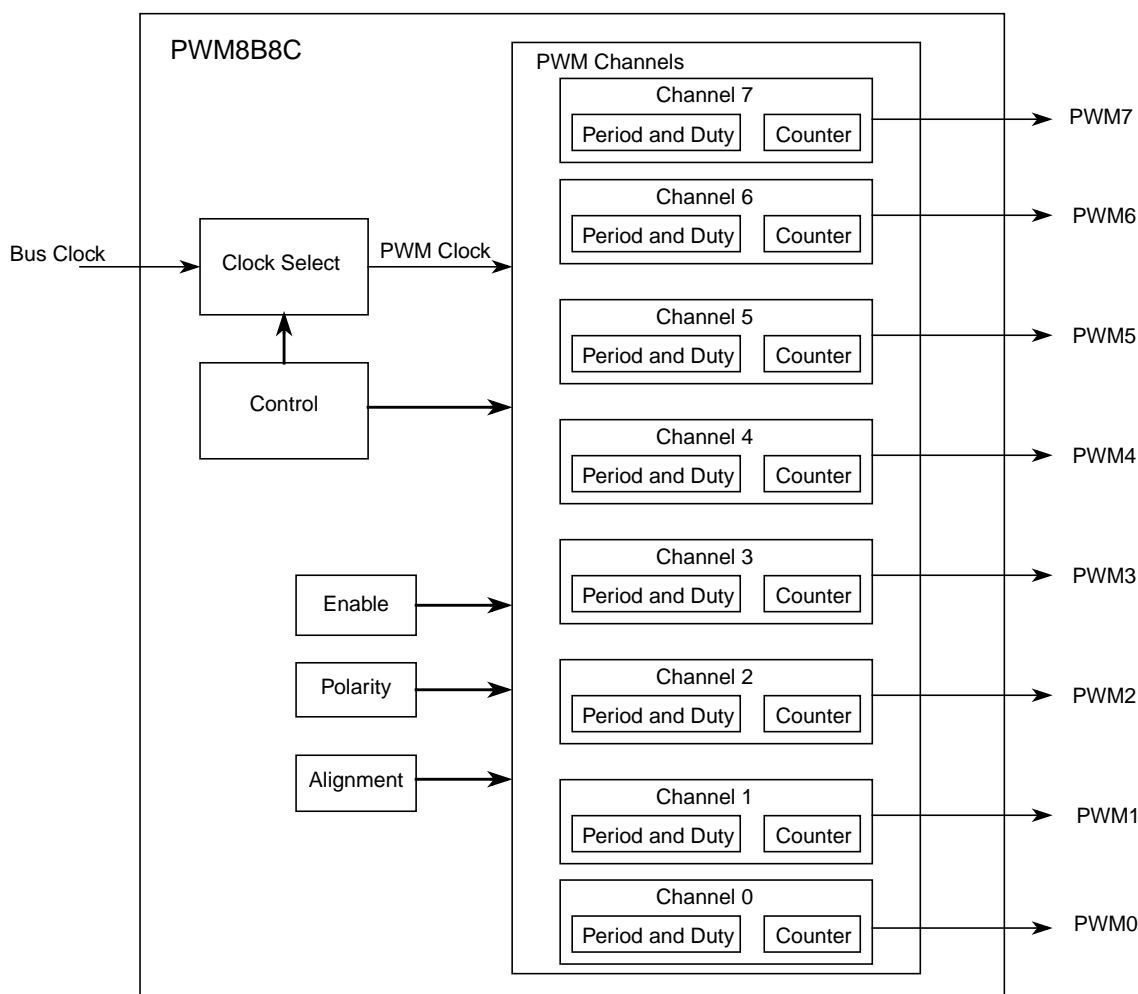 PWM8B8C
PWM Channels
Channel 7
Period and Duty
Counter
PWM7
Channel 6
Period and Duty
Counter
PWM6
Bus Clock
Clock Select
PWM Clock
Channel 5
Period and Duty
Counter
PWM5
Control
Channel 4
Period and Duty
Counter
PWM4
Channel 3
Period and Duty
Counter
PWM3
Enable
Polarity
Channel 2
Period and Duty
Counter
PWM2
Alignment
Channel 1
Period and Duty
Counter
PWM1
Channel 0
Period and Duty
Counter
PWM0